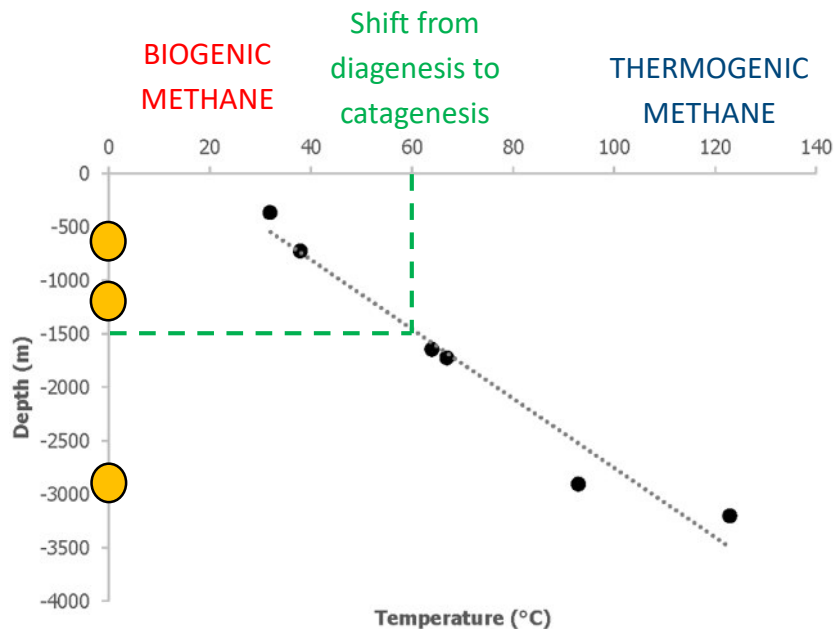 Shift from
diagenesis to
catagenesis
BIOGENIC
METHANE
THERMOGENIC
METHANE
0 20 40 60 80 100 120 140
0
-500
-1000
-1500
-2000
-2500
-3000
-3500
-4000
Depth (m)
Temperature (°C)